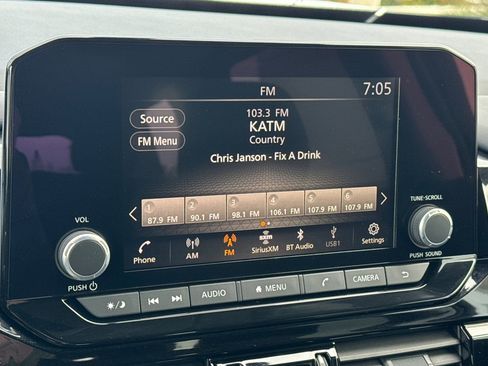 FM 7:05
Source
FM Menu
103.3 FM
KATM
Country
Chris Janson - Fix A Drink
1 2 3 4 5 6
87.9 FM 90.1 FM 98.1 FM 106.1 FM 107.9 FM 107.9 FM
Phone AM FM SiriusXM BT Audio USB1 Settings
VOL
PUSH
TUNE·SCROLL
PUSH SOUND
AUDIO MENU CAMERA